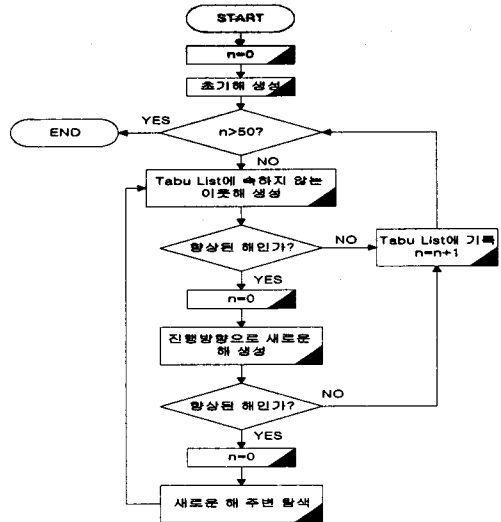 START
n=0
초기해 생성
n>50?
YES
END
NO
Tabu List에 속하지 않는
이웃해 생성
향상된 해인가?
NO
Tabu List에 기록
n=n+1
YES
n=0
진행방향으로 새로운
해 생성
향상된 해인가?
NO
YES
n=0
새로운 해 주변 탐색